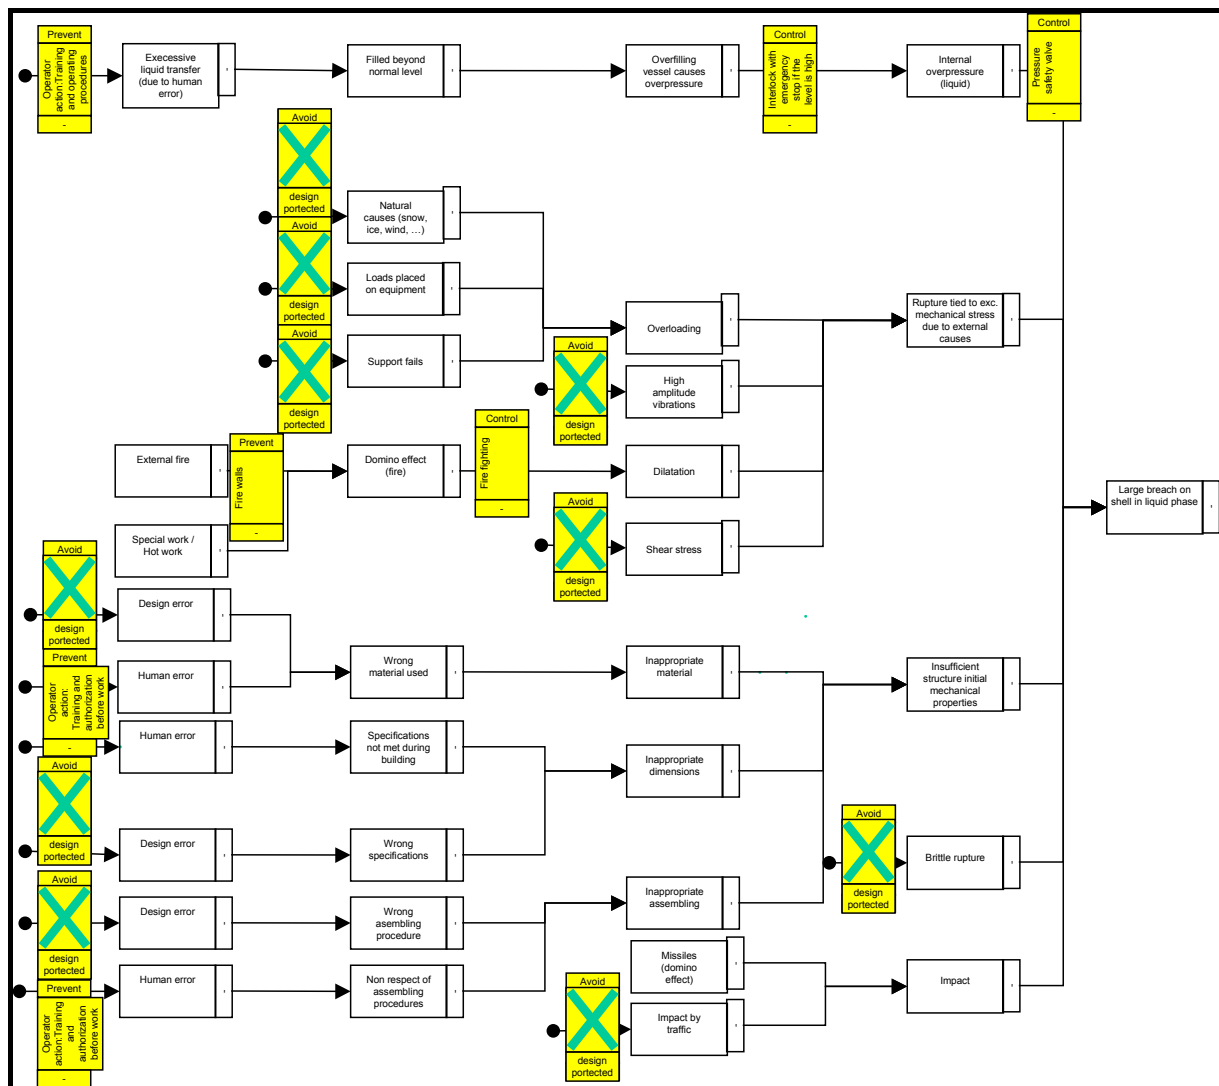 Prevent
Operator
action:Training
and operating
procedures
-
Execessive
liquid transfer
(due to human
error)
Filled beyond
normal level
Overfilling
vessel causes
overpressure
Control
Interlock with
emergency
stop if the
level is high
-
Internal
overpressure
(liquid)
Control
Pressure
safety valve
-
Avoid
design
portected
Natural
causes (snow,
ice, wind, ...)
Avoid
design
portected
Loads placed
on equipment
Avoid
design
portected
Support fails
Overloading
Rupture tied to exc.
mechanical stress
due to external
causes
Avoid
design
portected
High
amplitude
vibrations
External fire
Prevent
Fire walls
-
Domino effect
(fire)
Control
Fire fighting
-
Dilatation
Special work /
Hot work
Avoid
design
portected
Shear stress
Large breach on
shell in liquid phase
Avoid
design
portected
Design error
Prevent
Operator
action:
Training and
authorization
before work
-
Human error
Wrong
material used
Inappropriate
material
Insufficient
structure initial
mechanical
properties
Human error
Specifications
not met during
building
Inappropriate
dimensions
Avoid
design
portected
Design error
Wrong
specifications
Avoid
design
portected
Brittle rupture
Avoid
design
portected
Design error
Wrong
asembling
procedure
Inappropriate
assembling
Prevent
Operator
action:Training
and
authorization
before work
-
Human error
Non respect of
assembling
procedures
Missiles
(domino
effect)
Impact
Avoid
design
portected
Impact by
traffic